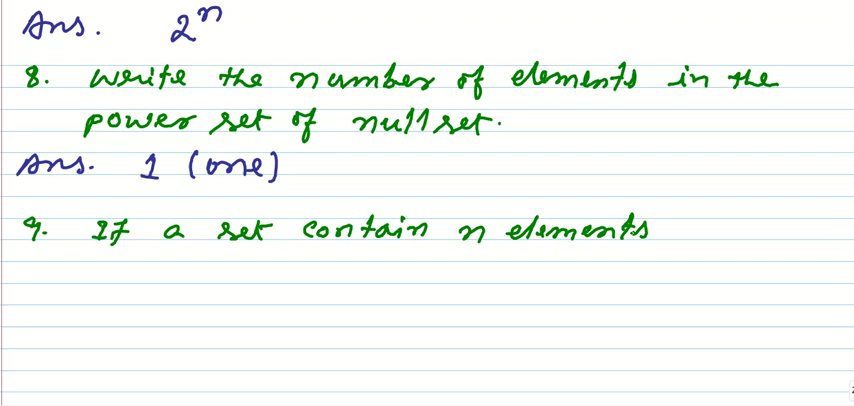 Ans. 2^n
8. Write the number of elements in the
power set of null set.
Ans. 1 (one)
9. If a set contain n elements